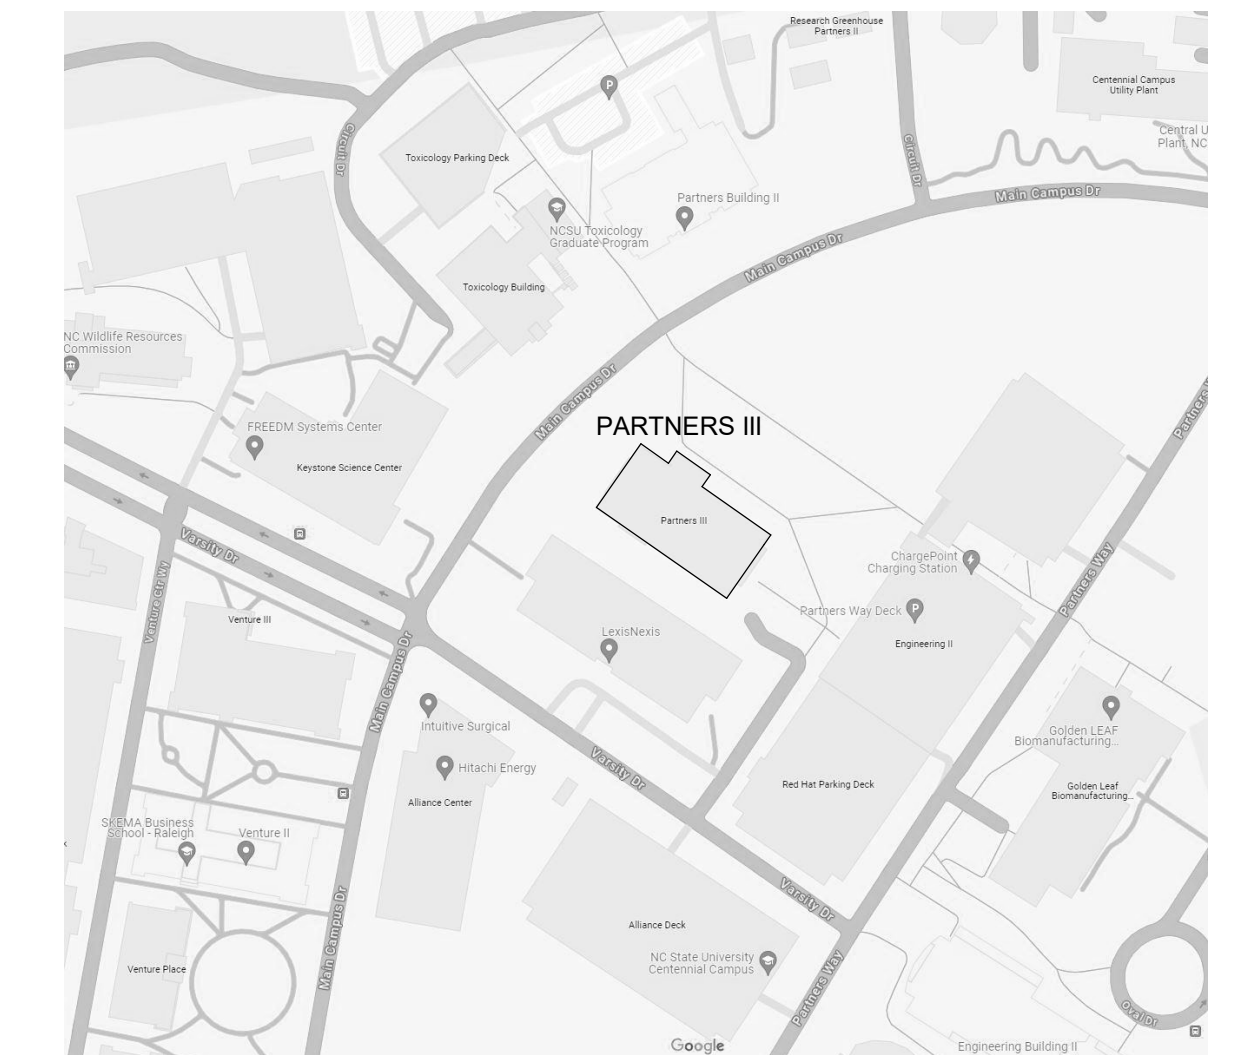 Research Greenhouse
Partners II
Centennial Campus
Utility Plant
Central U
Plant, NC
Circuit Dr
Circuit Dr
Toxicology Parking Deck
Main Campus Dr
Partners Building II
NCSU Toxicology
Graduate Program
Main Campus Dr
Toxicology Building
NC Wildlife Resources
Commission
Main Campus Dr
Partners W
FREEDM Systems Center
PARTNERS III
Keystone Science Center
Partners III
Varsity Dr
ChargePoint
Charging Station
Partners Way
Venture Ctr Wy
Partners Way Deck
Venture III
LexisNexis
Engineering II
Main Campus Dr
Intuitive Surgical
Golden LEAF
Biomanufacturing...
Hitachi Energy
Varsity Dr
Red Hat Parking Deck
Golden Leaf
Biomanufacturing...
Alliance Center
SKEMA Business
School - Raleigh
Venture II
Varsity Dr
Main Campus Dr
Alliance Deck
NC State University
Centennial Campus
Venture Place
Partners Way
Oval Dr
Google
Engineering Building II